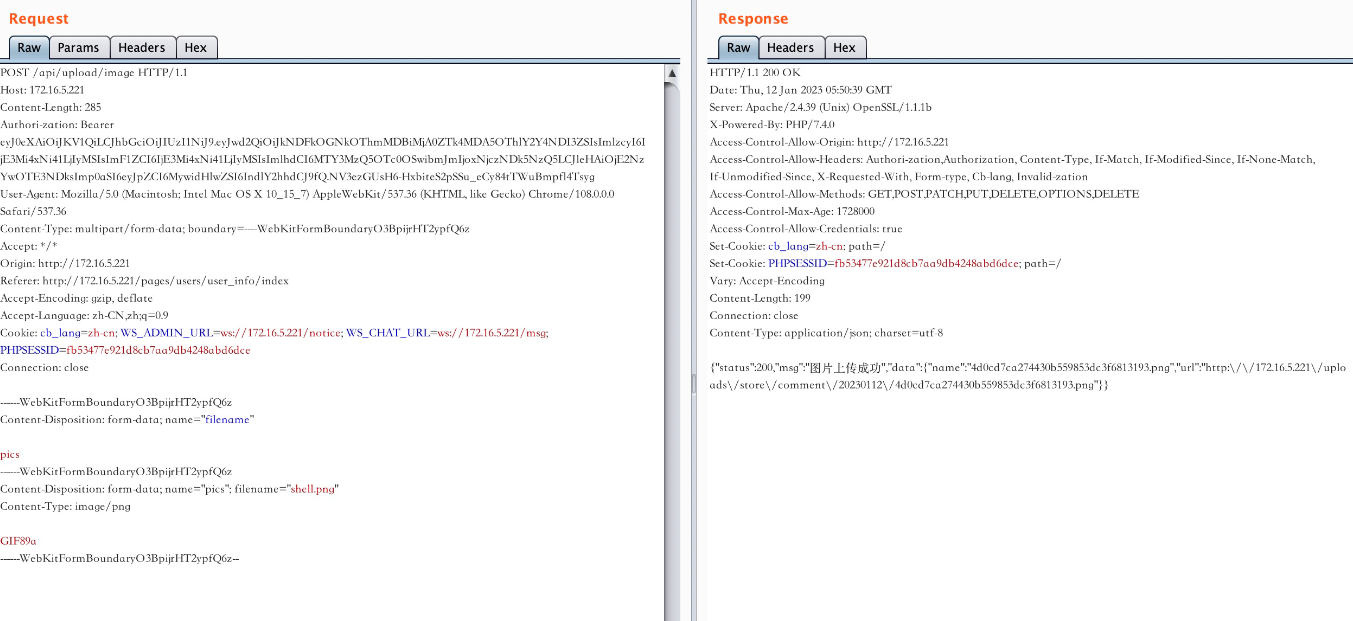 Request
Raw Params Headers Hex
POST /api/upload/image HTTP/1.1
Host: 172.16.5.221
Content-Length: 285
Authori-zation: Bearer
eyJ0eXAiOiJKV1QiLCJhbGciOiJIUzI1NiJ9.eyJwd2QiOiJkNDFkOGNkOThmMDBiMjA0ZTk4MDA5OThlY2Y4NDI3ZSIsImlzcyI6I
jE3Mi4xNi41LjIyMSIsImF1ZCI6IjE3Mi4xNi41LjIyMSIsImlhdCI6MTY3MzQ5OTc0OSwibmJmIjoxNjczNDk5NzQ5LCJleHAiOjE2Nz
YwOTE3NDksImp0aSI6eyJpZCI6MywidHlwZSI6IndlY2hhdCJ9fQ.NV3ezGUsH6-HxbiteS2pSSu_eCy84tTWuBmpfl4Tsyg
User-Agent: Mozilla/5.0 (Macintosh; Intel Mac OS X 10_15_7) AppleWebKit/537.36 (KHTML, like Gecko) Chrome/108.0.0.0
Safari/537.36
Content-Type: multipart/form-data; boundary=----WebKitFormBoundaryO3BpijrHT2ypfQ6z
Accept: */*
Origin: http://172.16.5.221
Referer: http://172.16.5.221/pages/users/user_info/index
Accept-Encoding: gzip, deflate
Accept-Language: zh-CN,zh;q=0.9
Cookie: cb_lang=zh-cn; WS_ADMIN_URL=ws://172.16.5.221/notice; WS_CHAT_URL=ws://172.16.5.221/msg;
PHPSESSID=fb53477e921d8cb7aa9db4248abd6dce
Connection: close
------WebKitFormBoundaryO3BpijrHT2ypfQ6z
Content-Disposition: form-data; name="filename"
pics
------WebKitFormBoundaryO3BpijrHT2ypfQ6z
Content-Disposition: form-data; name="pics"; filename="shell.png"
Content-Type: image/png
GIF89a
------WebKitFormBoundaryO3BpijrHT2ypfQ6z--
Response
Raw Headers Hex
HTTP/1.1 200 OK
Date: Thu, 12 Jan 2023 05:50:39 GMT
Server: Apache/2.4.39 (Unix) OpenSSL/1.1.1b
X-Powered-By: PHP/7.4.0
Access-Control-Allow-Origin: http://172.16.5.221
Access-Control-Allow-Headers: Authori-zation,Authorization, Content-Type, If-Match, If-Modified-Since, If-None-Match,
If-Unmodified-Since, X-Requested-With, Form-type, Cb-lang, Invalid-zation
Access-Control-Allow-Methods: GET,POST,PATCH,PUT,DELETE,OPTIONS,DELETE
Access-Control-Max-Age: 1728000
Access-Control-Allow-Credentials: true
Set-Cookie: cb_lang=zh-cn; path=/
Set-Cookie: PHPSESSID=fb53477e921d8cb7aa9db4248abd6dce; path=/
Vary: Accept-Encoding
Content-Length: 199
Connection: close
Content-Type: application/json; charset=utf-8
{"status":200,"msg":"图片上传成功","data":{"name":"4d0cd7ca274430b559853dc3f6813193.png","url":"http:\/\/172.16.5.221\/uplo
ads\/store\/comment\/20230112\/4d0cd7ca274430b559853dc3f6813193.png"}}